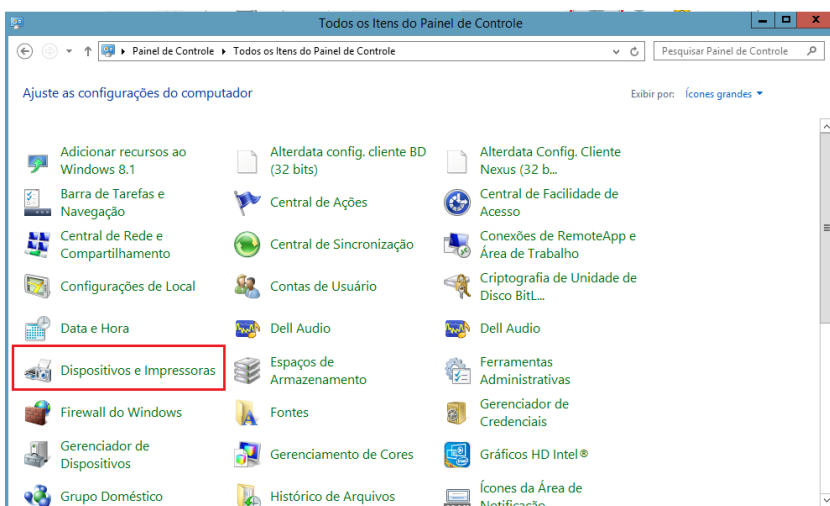 Todos os Itens do Painel de Controle
Painel de Controle Todos os Itens do Painel de Controle
Pesquisar Painel de Controle
Ajuste as configurações do computador
Exibir por: Ícones grandes
Adicionar recursos ao
Windows 8.1
Alterdata config. cliente BD
(32 bits)
Alterdata Config. Cliente
Nexus (32 b...
Barra de Tarefas e
Navegação
Central de Ações
Central de Facilidade de
Acesso
Central de Rede e
Compartilhamento
Central de Sincronização
Conexões de RemoteApp e
Área de Trabalho
Configurações de Local
Contas de Usuário
Criptografia de Unidade de
Disco BitL...
Data e Hora
Dell Audio
Dell Audio
Dispositivos e Impressoras
Espaços de
Armazenamento
Ferramentas
Administrativas
Firewall do Windows
Fontes
Gerenciador de
Credenciais
Gerenciador de
Dispositivos
Gerenciamento de Cores
Gráficos HD Intel®
Grupo Doméstico
Histórico de Arquivos
Ícones da Área de
Notificação